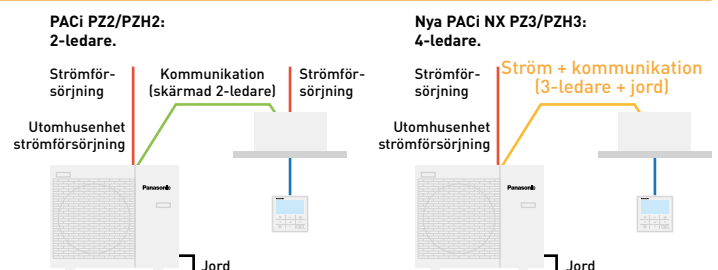 PACi PZ2/PZH2:
2-ledare.
Strömför-
sörjning
Kommunikation
(skärmad 2-ledare)
Strömför-
sörjning
Utomhusenhet
strömförsörjning
Panasonic
Jord
Nya PACi NX PZ3/PZH3:
4-ledare.
Strömför-
sörjning
Ström + kommunikation
(3-ledare + jord)
Utomhusenhet
strömförsörjning
Panasonic
Jord